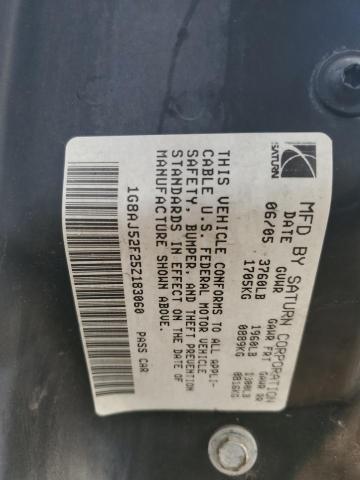 SATURN
MFD BY SATURN CORPORATION
DATE GVWR GAWR FRT GAWR RR
06/05 3760LB 1960LB 1800LB
1705KG 0889KG 0816KG
THIS VEHICLE CONFORMS TO ALL APPLI-
CABLE U.S. FEDERAL MOTOR VEHICLE
SAFETY, BUMPER, AND THEFT PREVENTION
STANDARDS IN EFFECT ON THE DATE OF
MANUFACTURE SHOWN ABOVE.
1G8AJ52F25Z183060 PASS CAR